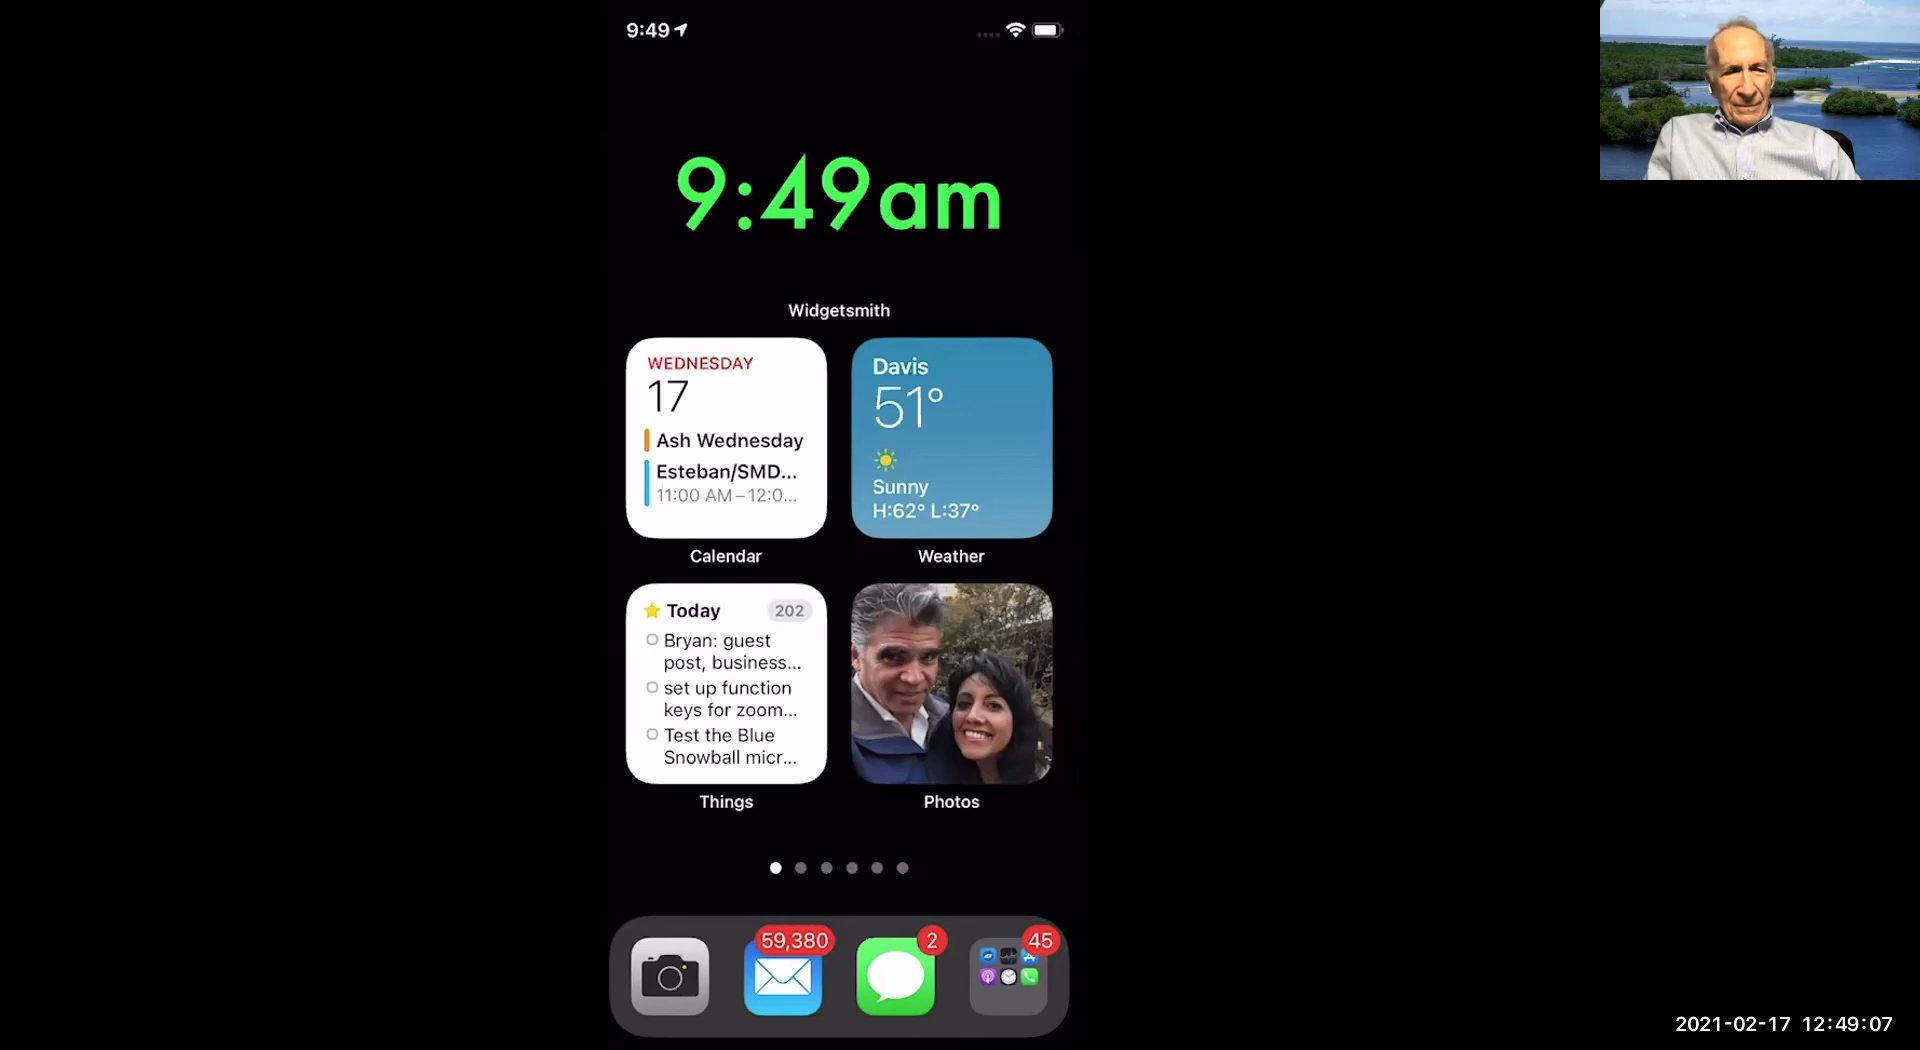 9:49
9:49am
Widgetsmith
WEDNESDAY
17
Ash Wednesday
Esteban/SMD...
11:00 AM–12:0...
Calendar
Davis
51°
Sunny
H:62° L:37°
Weather
Today 202
Bryan: guest
post, business...
set up function
keys for zoom...
Test the Blue
Snowball micr...
Things
Photos
59,380
2
45
2021-02-17 12:49:07